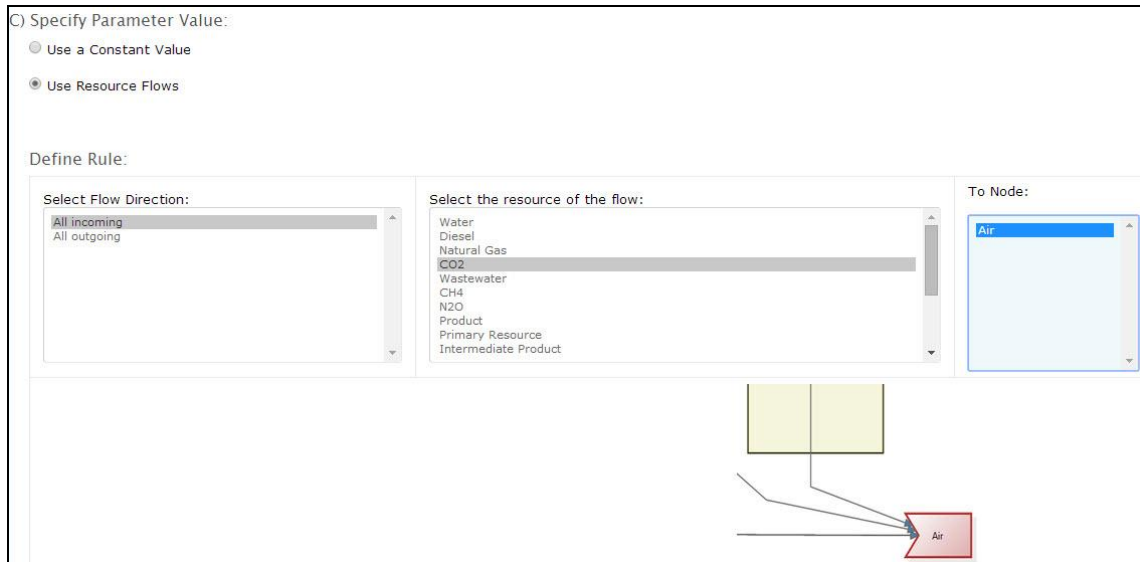 C) Specify Parameter Value:
Use a Constant Value
Use Resource Flows
Define Rule:
Select Flow Direction:
All incoming
All outgoing
Select the resource of the flow:
Water
Diesel
Natural Gas
CO2
Wastewater
CH4
N2O
Product
Primary Resource
Intermediate Product
To Node:
Air
Air